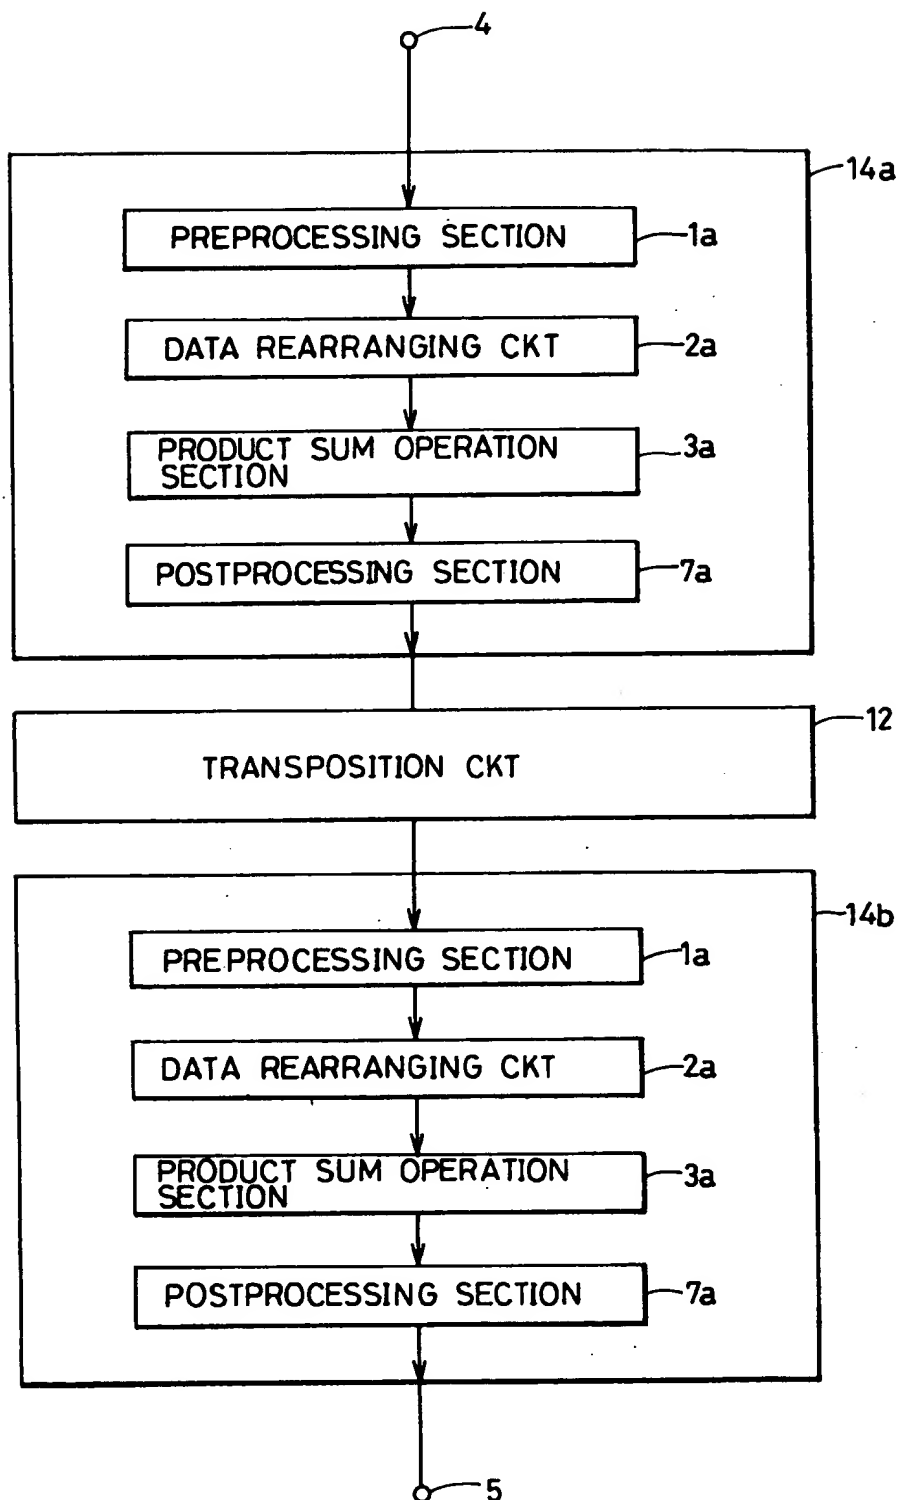 4
14a
PREPROCESSING SECTION
1a
DATA REARRANGING CKT
2a
PRODUCT SUM OPERATION
SECTION
3a
POSTPROCESSING SECTION
7a
12
TRANSPOSITION CKT
14b
PREPROCESSING SECTION
1a
DATA REARRANGING CKT
2a
PRODUCT SUM OPERATION
SECTION
3a
POSTPROCESSING SECTION
7a
5